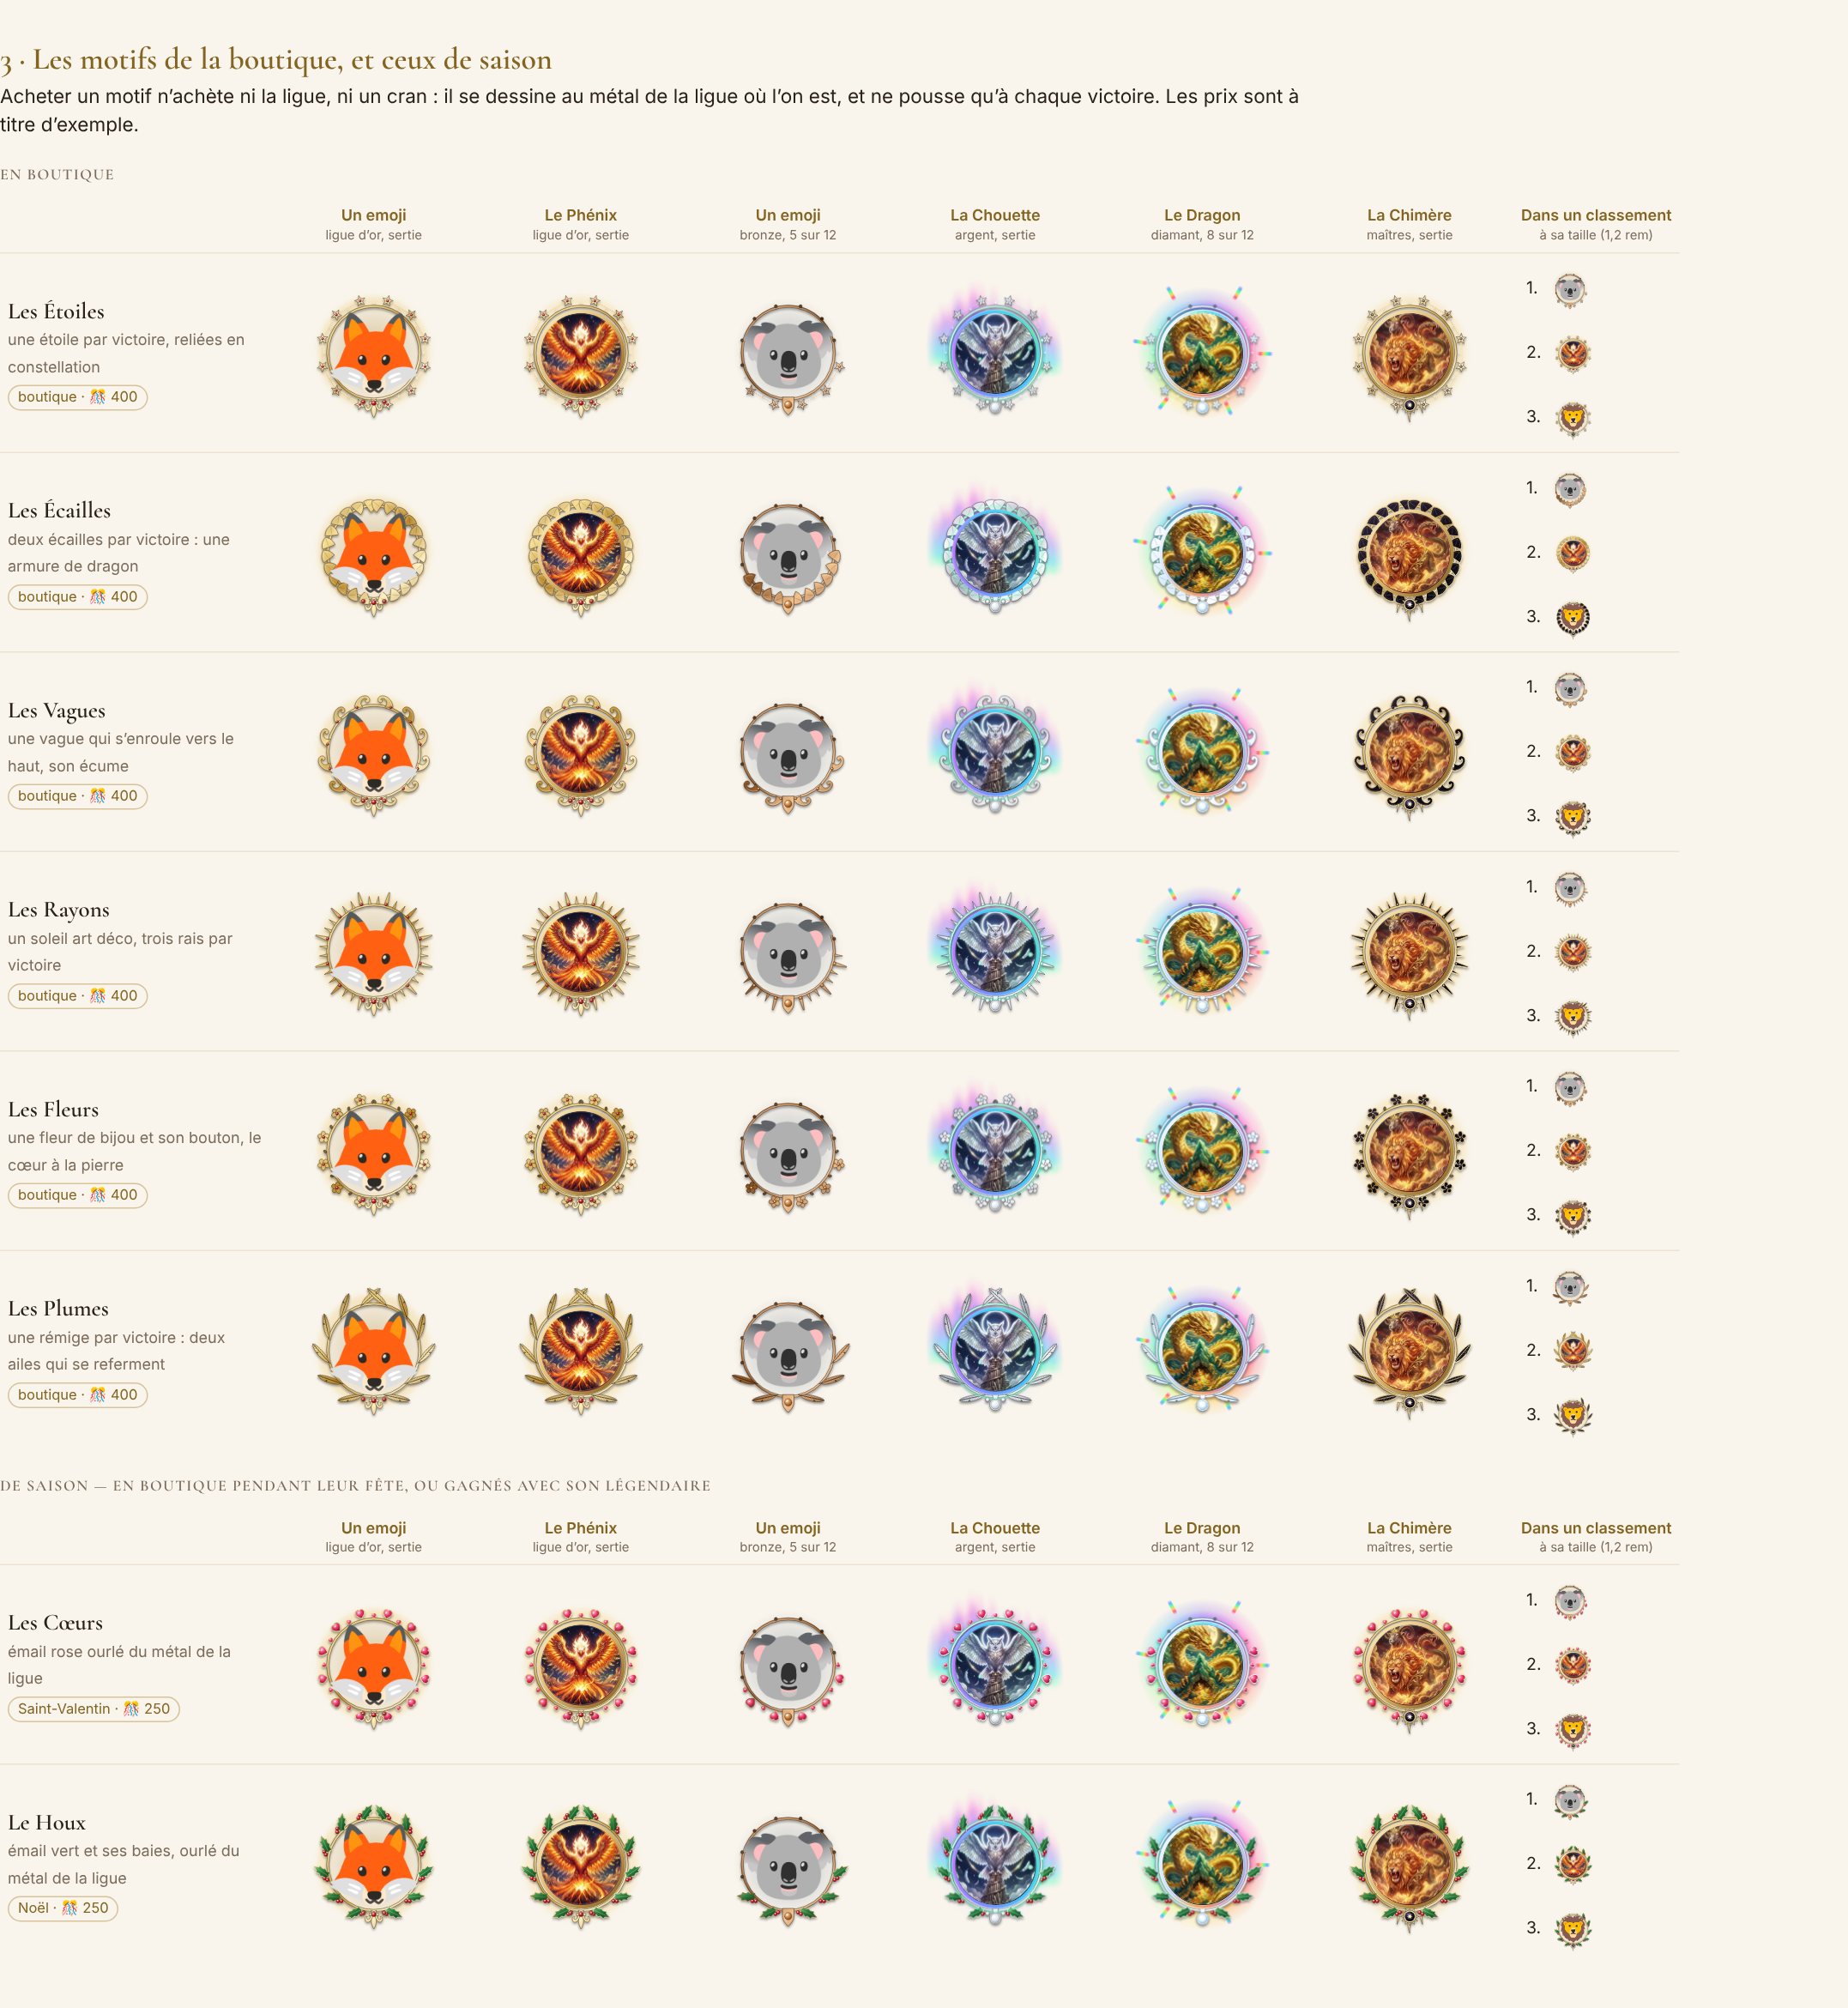 3 · Les motifs de la boutique, et ceux de saison
Acheter un motif n’achète ni la ligue, ni un cran : il se dessine au métal de la ligue où l’on est, et ne pousse qu’à chaque victoire. Les prix sont à
titre d’exemple.
EN BOUTIQUE
Un emoji
ligue d’or, sertie
Le Phénix
ligue d’or, sertie
Un emoji
bronze, 5 sur 12
La Chouette
argent, sertie
Le Dragon
diamant, 8 sur 12
La Chimère
maîtres, sertie
Dans un classement
à sa taille (1,2 rem)
Les Étoiles
une étoile par victoire, reliées en
constellation
boutique · 🎊 400
1.
2.
3.
Les Écailles
deux écailles par victoire : une
armure de dragon
boutique · 🎊 400
1.
2.
3.
Les Vagues
une vague qui s’enroule vers le
haut, son écume
boutique · 🎊 400
1.
2.
3.
Les Rayons
un soleil art déco, trois rais par
victoire
boutique · 🎊 400
1.
2.
3.
Les Fleurs
une fleur de bijou et son bouton, le
cœur à la pierre
boutique · 🎊 400
1.
2.
3.
Les Plumes
une rémige par victoire : deux
ailes qui se referment
boutique · 🎊 400
1.
2.
3.
DE SAISON — EN BOUTIQUE PENDANT LEUR FÊTE, OU GAGNÉS AVEC SON LÉGENDAIRE
Un emoji
ligue d’or, sertie
Le Phénix
ligue d’or, sertie
Un emoji
bronze, 5 sur 12
La Chouette
argent, sertie
Le Dragon
diamant, 8 sur 12
La Chimère
maîtres, sertie
Dans un classement
à sa taille (1,2 rem)
Les Cœurs
émail rose ourlé du métal de la
ligue
Saint-Valentin · 🎊 250
1.
2.
3.
Le Houx
émail vert et ses baies, ourlé du
métal de la ligue
Noël · 🎊 250
1.
2.
3.